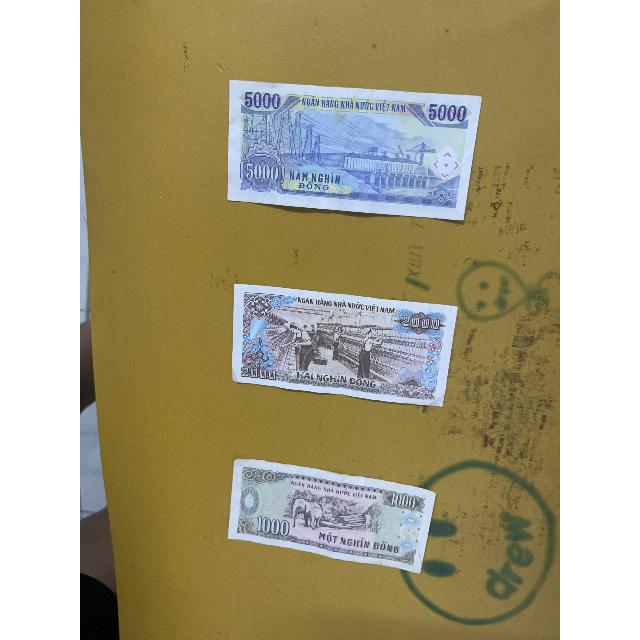 5000 NGÂN HÀNG NHÀ NƯỚC VIỆT NAM 5000
5000 NĂM NGHÌN
ĐỒNG
NGÂN HÀNG NHÀ NƯỚC VIỆT NAM
2000
2000 HAI NGHÌN ĐỒNG
NGÂN HÀNG NHÀ NƯỚC VIỆT NAM 1000
1000 MỘT NGHÌN ĐỒNG
drew